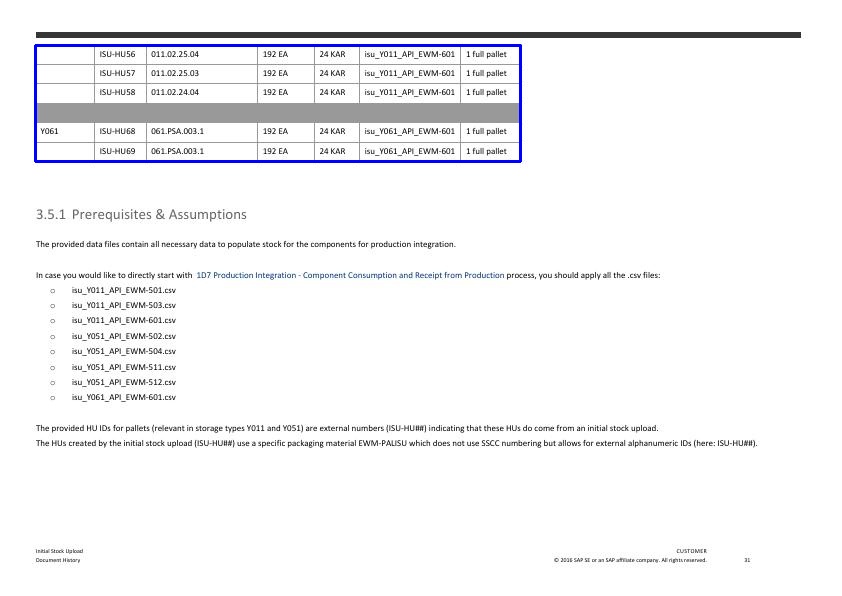 ISU-HU56 011.02.25.04 192 EA 24 KAR isu_Y011_API_EWM-601 1 full pallet
ISU-HU57 011.02.25.03 192 EA 24 KAR isu_Y011_API_EWM-601 1 full pallet
ISU-HU58 011.02.24.04 192 EA 24 KAR isu_Y011_API_EWM-601 1 full pallet
Y061 ISU-HU68 061.PSA.003.1 192 EA 24 KAR isu_Y061_API_EWM-601 1 full pallet
ISU-HU69 061.PSA.003.1 192 EA 24 KAR isu_Y061_API_EWM-601 1 full pallet
3.5.1 Prerequisites & Assumptions
The provided data files contain all necessary data to populate stock for the components for production integration.
In case you would like to directly start with 1D7 Production Integration - Component Consumption and Receipt from Production process, you should apply all the .csv files:
o isu_Y011_API_EWM-501.csv
o isu_Y011_API_EWM-503.csv
o isu_Y011_API_EWM-601.csv
o isu_Y051_API_EWM-502.csv
o isu_Y051_API_EWM-504.csv
o isu_Y051_API_EWM-511.csv
o isu_Y051_API_EWM-512.csv
o isu_Y061_API_EWM-601.csv
The provided HU IDs for pallets (relevant in storage types Y011 and Y051) are external numbers (ISU-HU##) indicating that these HUs do come from an initial stock upload.
The HUs created by the initial stock upload (ISU-HU##) use a specific packaging material EWM-PALISU which does not use SSCC numbering but allows for external alphanumeric IDs (here: ISU-HU##).
Initial Stock Upload CUSTOMER
Document History © 2016 SAP SE or an SAP affiliate company. All rights reserved. 31